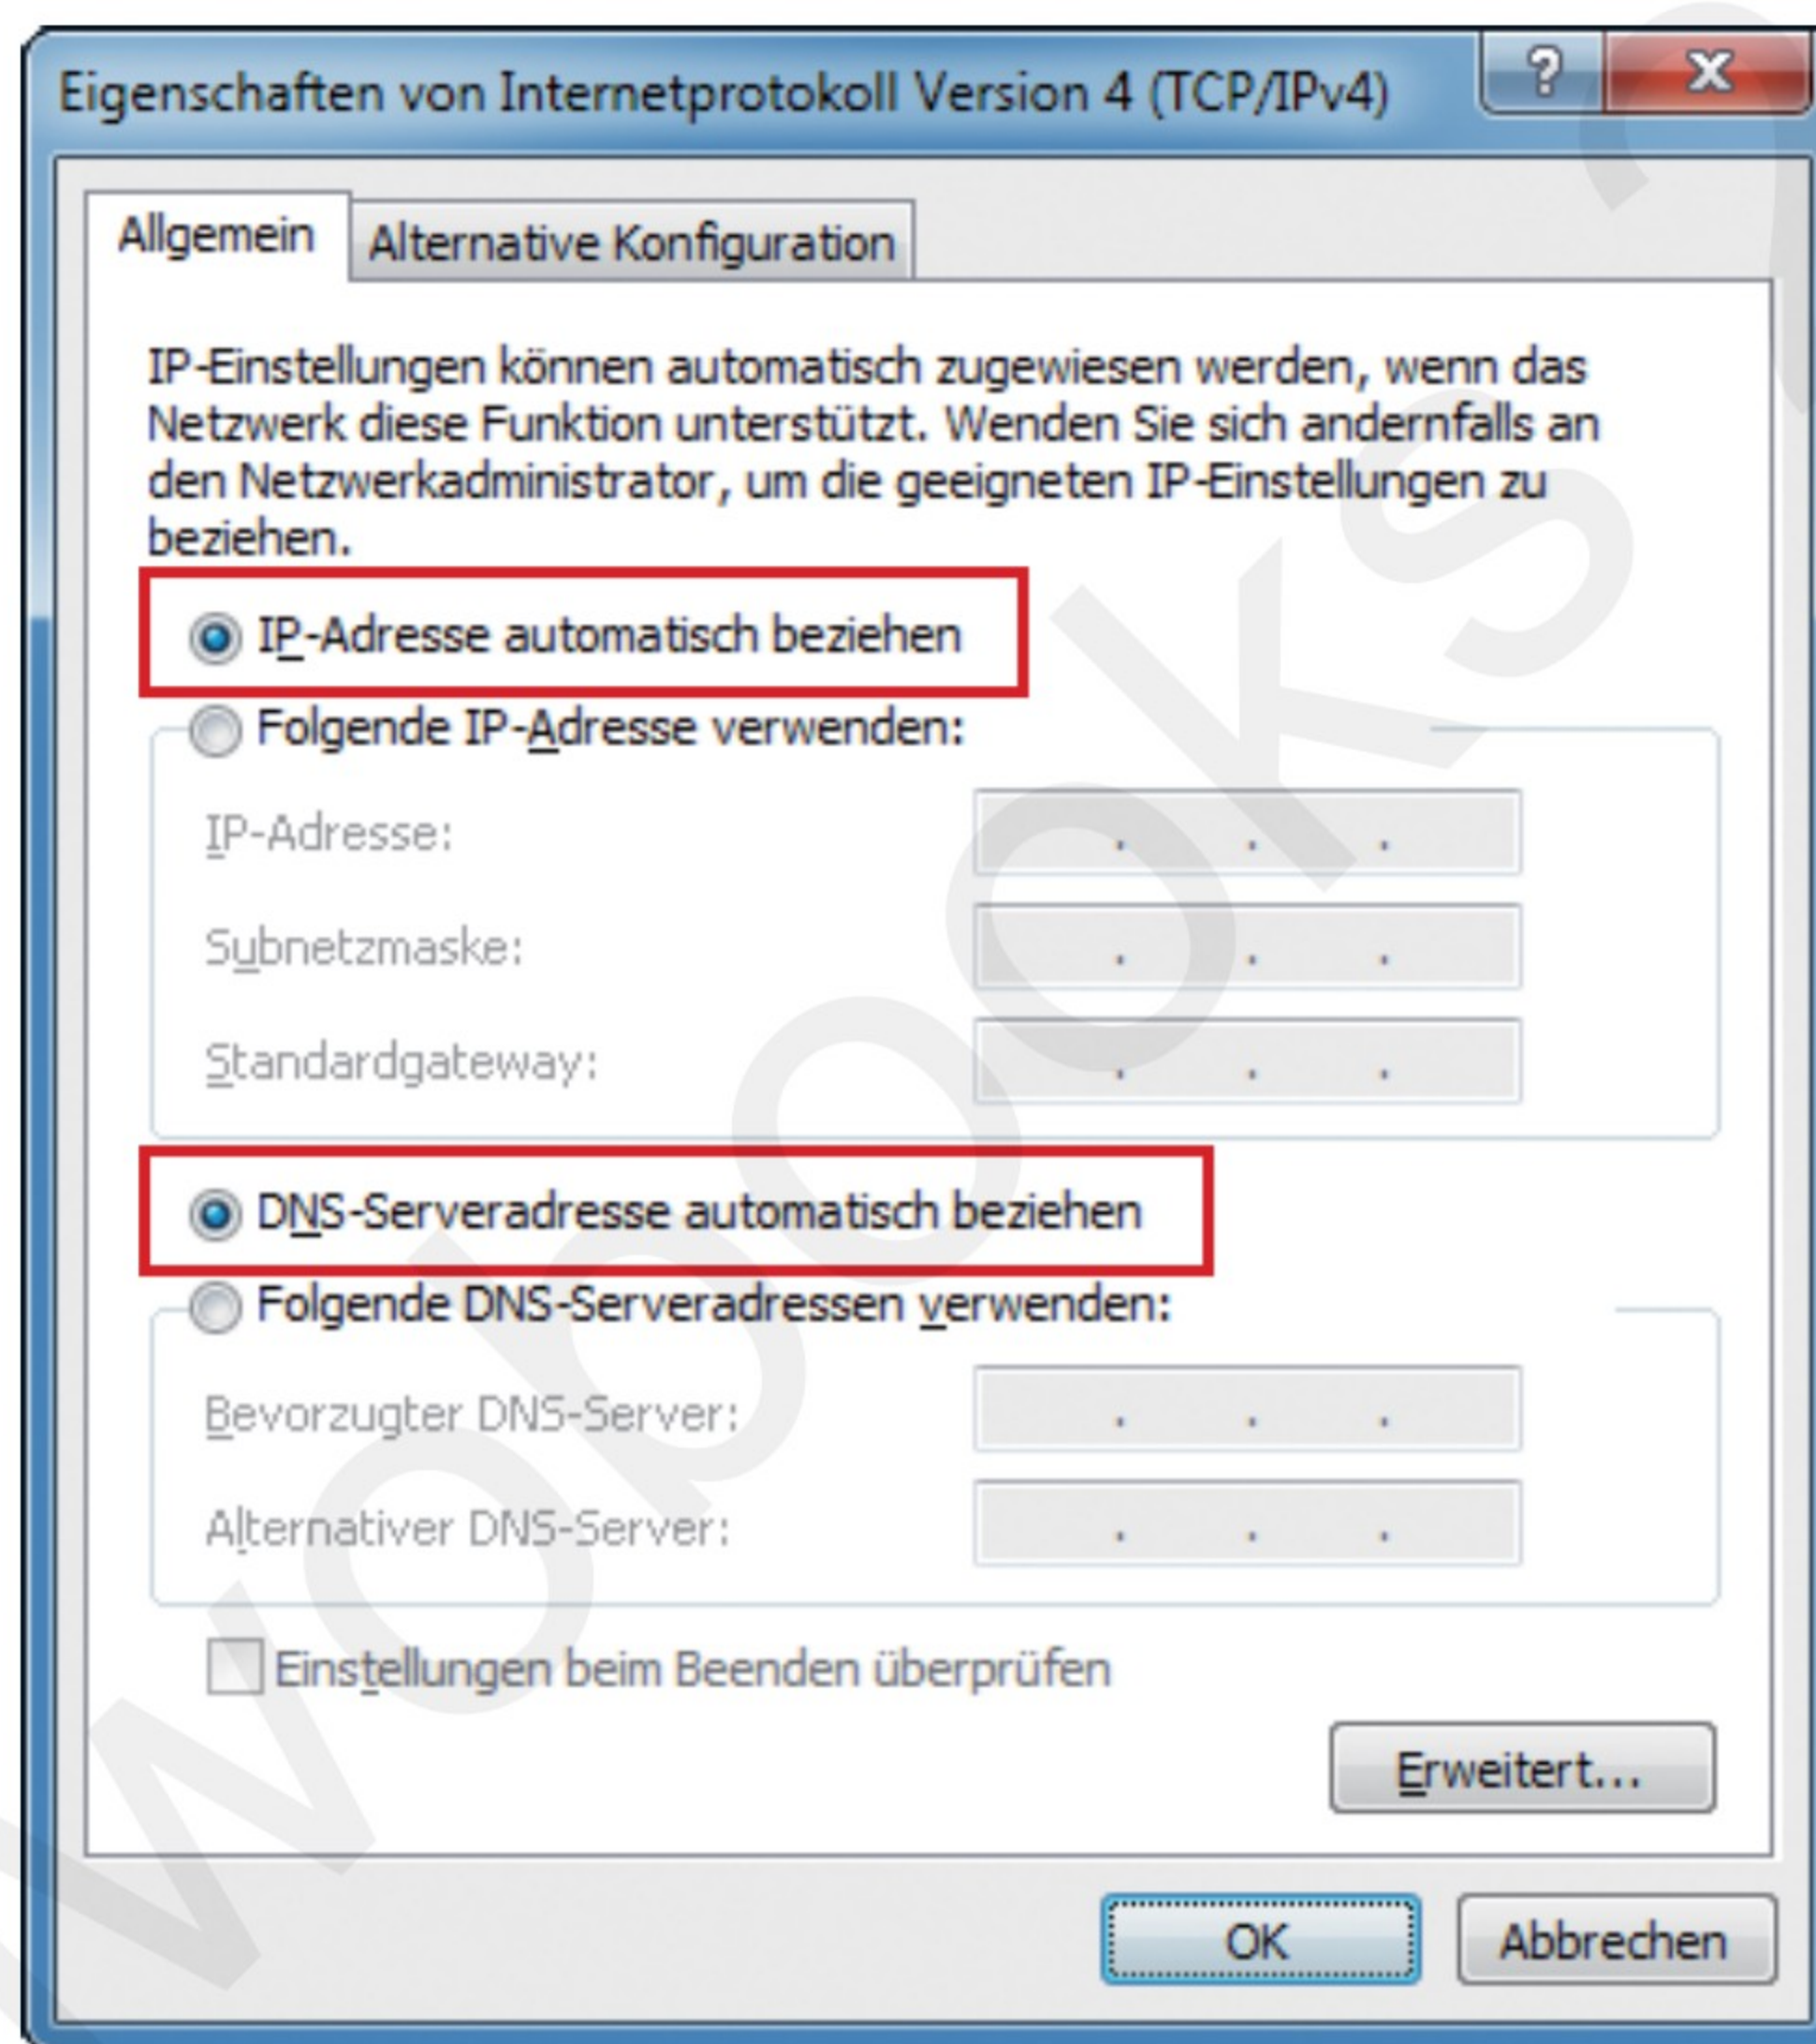 Eigenschaften von Internetprotokoll Version 4 (TCP/IPv4)
?
X
Allgemein
Alternative Konfiguration
IP-Einstellungen können automatisch zugewiesen werden, wenn das
Netzwerk diese Funktion unterstützt. Wenden Sie sich andernfalls an
den Netzwerkadministrator, um die geeigneten IP-Einstellungen zu
beziehen.
IP-Adresse automatisch beziehen
Folgende IP-Adresse verwenden:
IP-Adresse: . . .
Subnetzmaske: . . .
Standardgateway: . . .
DNS-Serveradresse automatisch beziehen
Folgende DNS-Serveradressen verwenden:
Bevorzugter DNS-Server: . . .
Alternativer DNS-Server: . . .
Einstellungen beim Beenden überprüfen
Erweitert...
OK
Abbrechen